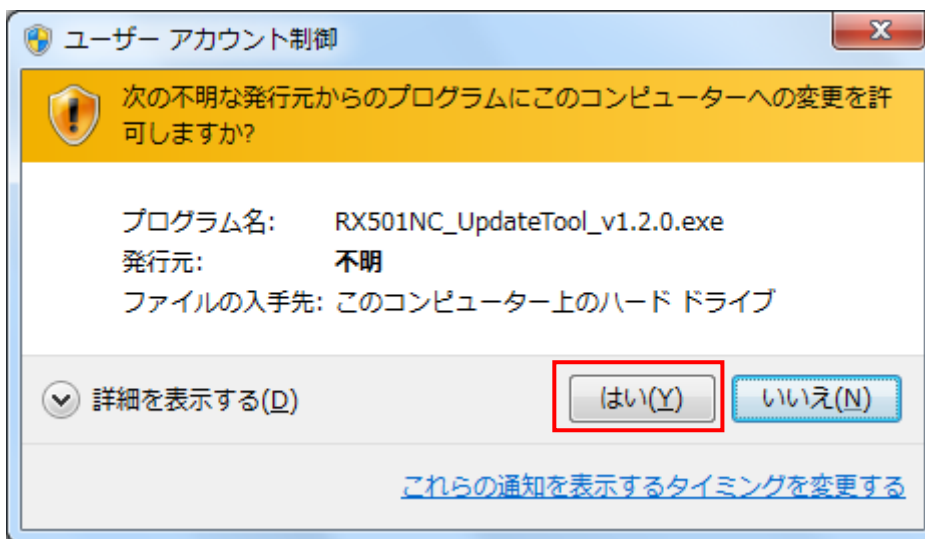 ユーザー アカウント制御
次の不明な発行元からのプログラムにこのコンピューターへの変更を許
可しますか?
プログラム名: RX501NC_UpdateTool_v1.2.0.exe
発行元: 不明
ファイルの入手先: このコンピューター上のハード ドライブ
詳細を表示する(D) はい(Y) いいえ(N)
これらの通知を表示するタイミングを変更する